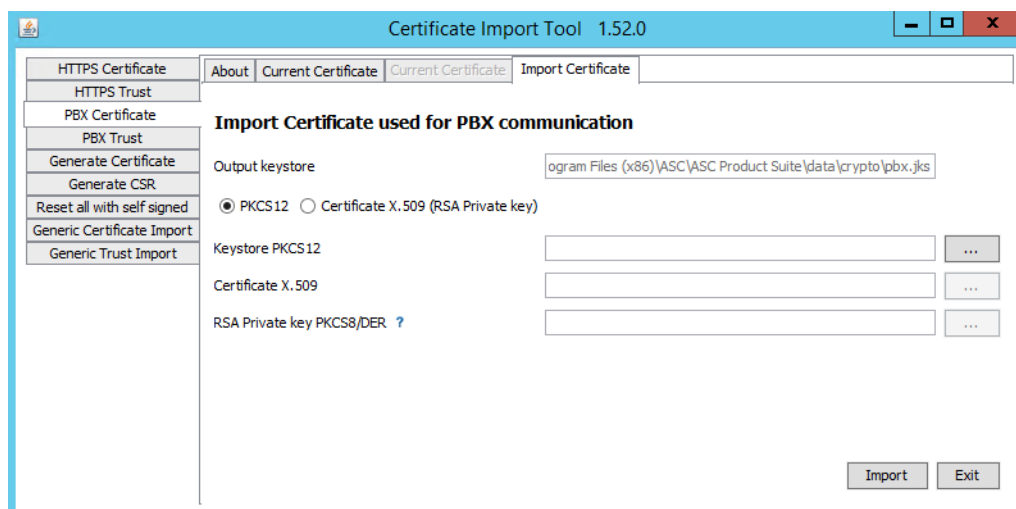 Certificate Import Tool 1.52.0
HTTPS Certificate
HTTPS Trust
PBX Certificate
PBX Trust
Generate Certificate
Generate CSR
Reset all with self signed
Generic Certificate Import
Generic Trust Import
About Current Certificate Current Certificate Import Certificate
Import Certificate used for PBX communication
Output keystore ogram Files (x86)\ASC\ASC Product Suite\data\crypto\pbx.jks
PKCS12 Certificate X.509 (RSA Private key)
Keystore PKCS12 ...
Certificate X.509 ...
RSA Private key PKCS8/DER ? ...
Import Exit